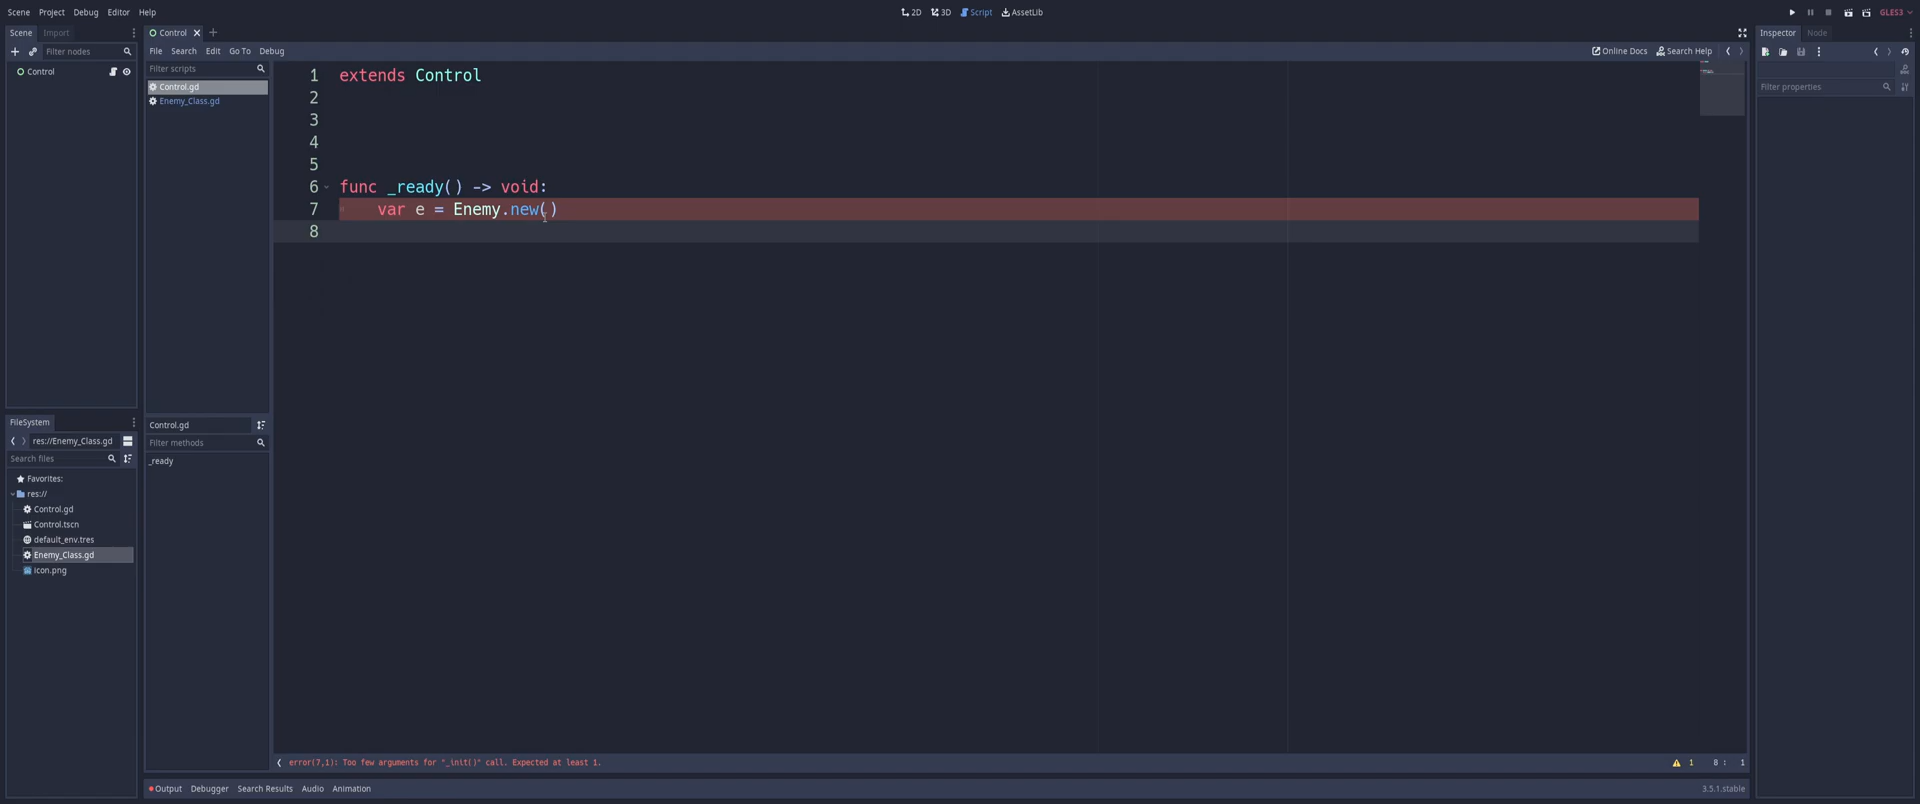 Scene Project Debug Editor Help
2D 3D Script AssetLib
GLES3
Scene Import
Filter nodes
Control
FileSystem
res://Enemy_Class.gd
Search files
Favorites:
res://
Control.gd
Control.tscn
default_env.tres
Enemy_Class.gd
icon.png
Control
File Search Edit Go To Debug
Online Docs Search Help
Filter scripts
Control.gd
Enemy_Class.gd
Control.gd
Filter methods
_ready
1 extends Control
2
3
4
5
6 func _ready() -> void:
7 var e = Enemy.new()
8
error(7,1): Too few arguments for "_init()" call. Expected at least 1.
1 8 : 1
Output Debugger Search Results Audio Animation
3.5.1.stable
Inspector Node
Filter properties